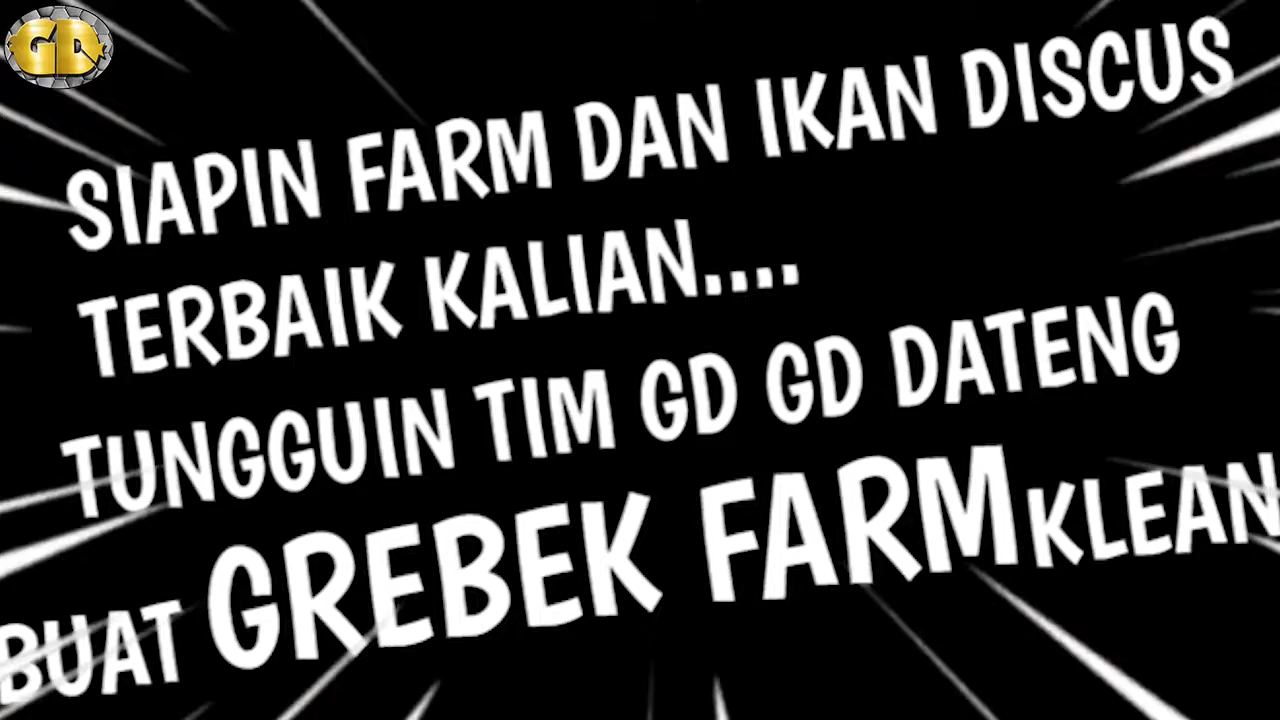 GD
SIAPIN FARM DAN IKAN DISCUS
TERBAIK KALIAN....
TUNGGUIN TIM GD GD DATENG
BUAT GREBEK FARM KLEAN